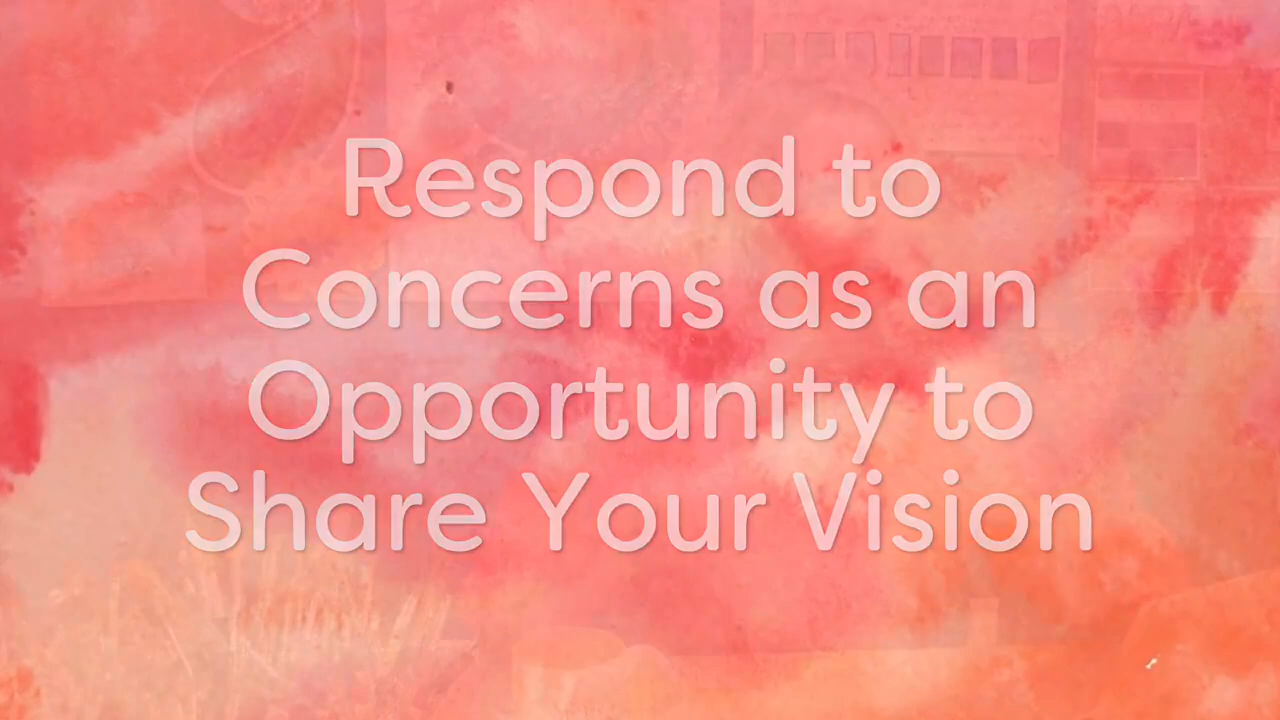 Respond to
Concerns as an
Opportunity to
Share Your Vision